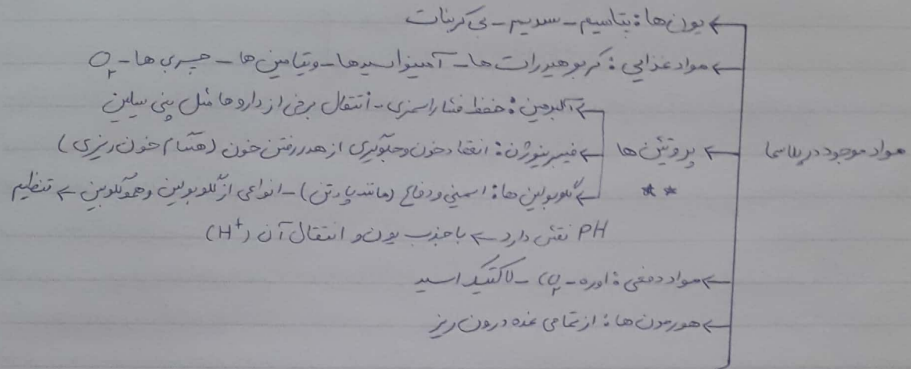 مواد موجود در پلاسما
← یون ها: پتاسیم - سدیم - بی کربنات
← مواد غذایی: کربوهیدرات ها - آمینواسیدها - ویتامین ها - چربی ها - O₂
← پروتئین ها
**
← آلبومین: حفظ فشار اسمزی - انتقال برخی از داروها مثل پنی سیلین
← فیبرینوژن: انعقاد خون و جلوگیری از هدر رفتن خون (هنگام خون ریزی)
← گلوبولین ها: ایمنی و دفاع (مانند پادتن) - انواعی از گلوبولین و هموگلوبین ← تنظیم
PH نقش دارد ← با جذب یون و انتقال آن (H⁺)
← مواد دفعی: اوره - CO₂ - لاکتیک اسید
← هورمون ها: از تمامی غده درون ریز